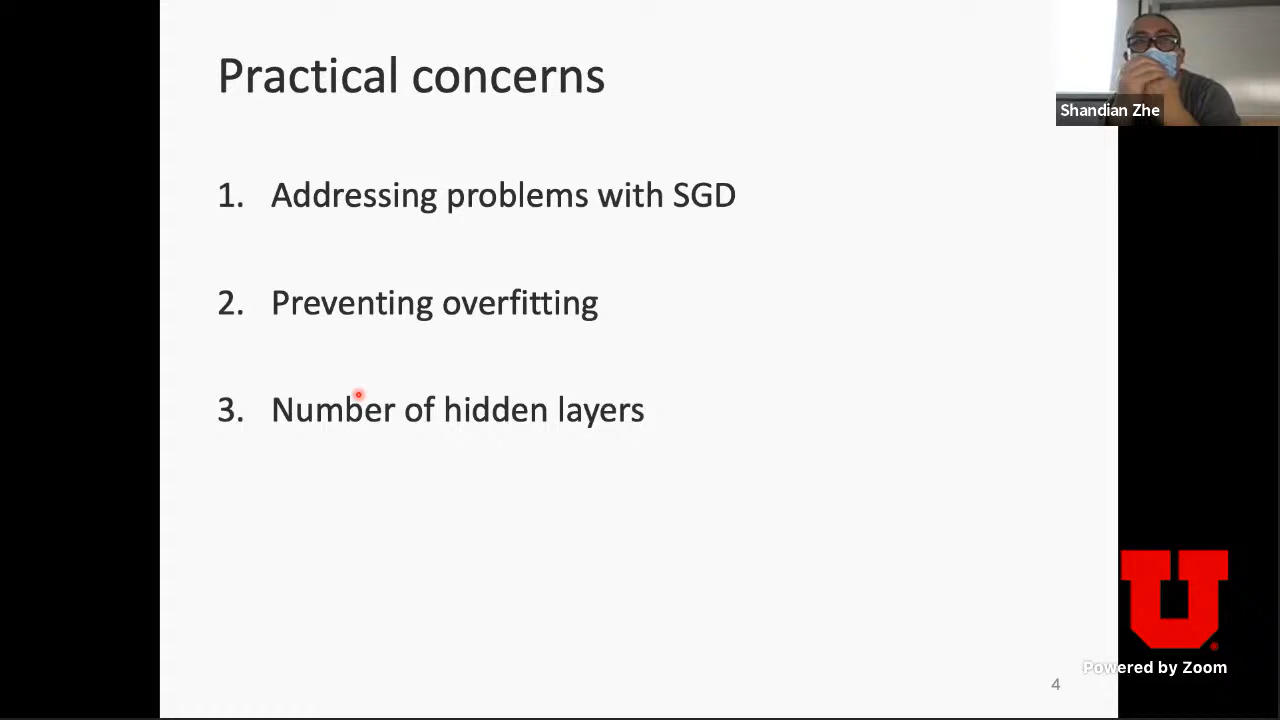 Practical concerns
Shandian Zhe
1. Addressing problems with SGD
2. Preventing overfitting
3. Number of hidden layers
U
Powered by Zoom
4